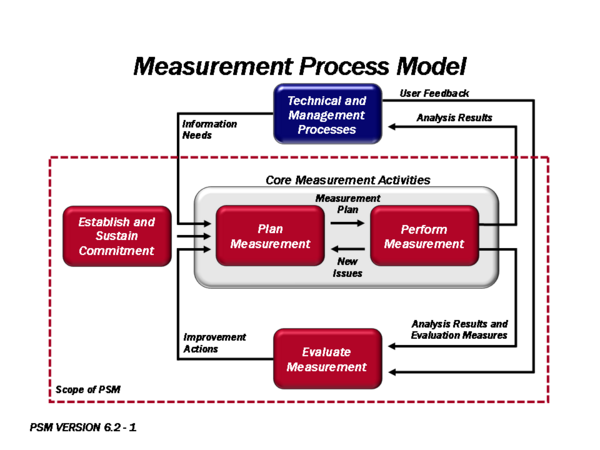 Measurement Process Model
User Feedback
Technical and
Management
Processes
Analysis Results
Information
Needs
Core Measurement Activities
Measurement
Plan
Establish and
Sustain
Commitment
Plan
Measurement
Perform
Measurement
New
Issues
Analysis Results and
Evaluation Measures
Improvement
Actions
Evaluate
Measurement
Scope of PSM
PSM VERSION 6.2 - 1